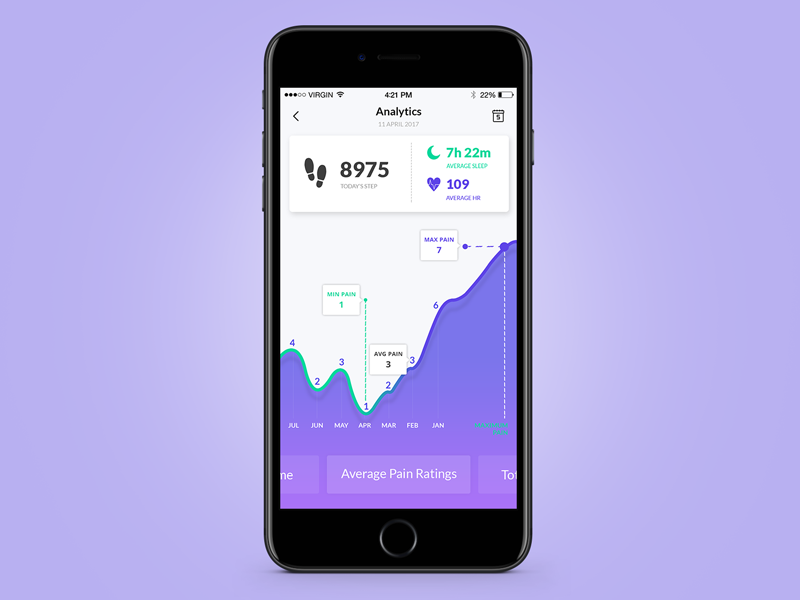 VIRGIN 4:21 PM 22%
Analytics
11 APRIL 2017
5
8975
TODAY'S STEP
7h 22m
AVERAGE SLEEP
109
AVERAGE HR
MAX PAIN
7
MIN PAIN
1
6
4
2
3
AVG PAIN
3
1
2
3
JUL JUN MAY APR MAR FEB JAN
me
Average Pain Ratings
Tot